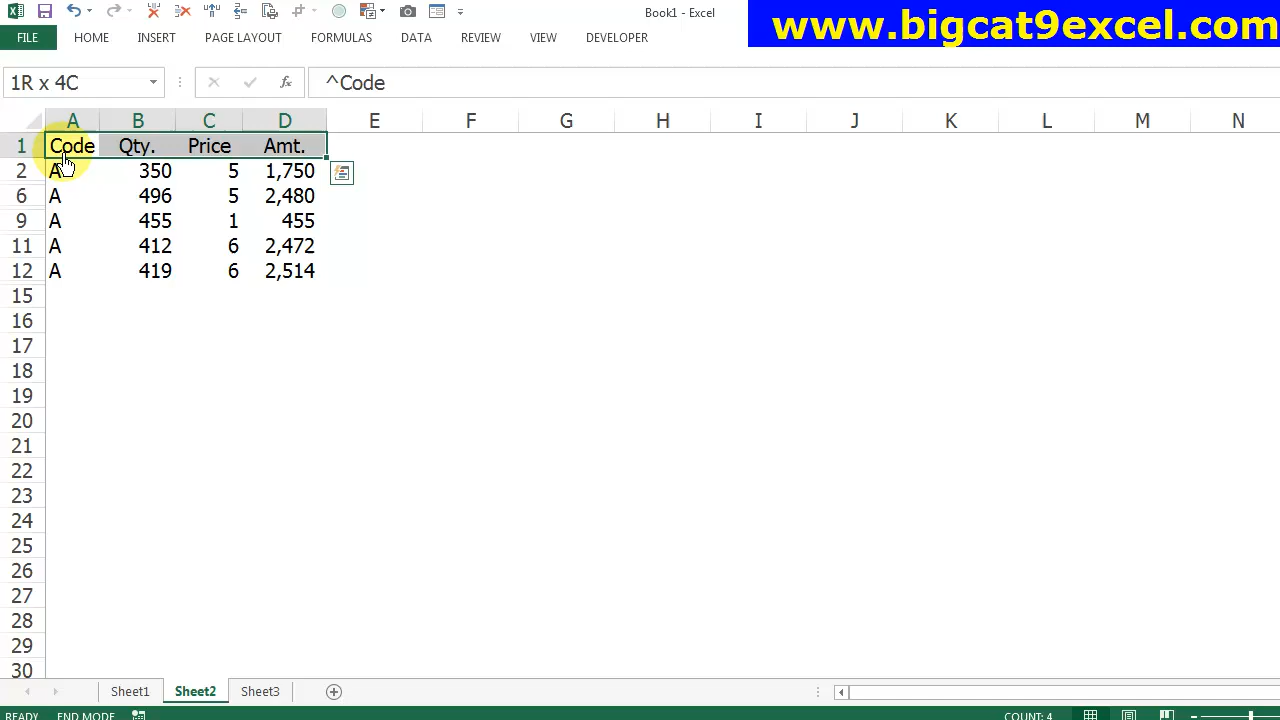 Book1 - Excel
www.bigcat9excel.com
FILE HOME INSERT PAGE LAYOUT FORMULAS DATA REVIEW VIEW DEVELOPER
1R x 4C fx ^Code
A B C D E F G H I J K L M N
1 Code Qty. Price Amt.
2 A 350 5 1,750
6 A 496 5 2,480
9 A 455 1 455
11 A 412 6 2,472
12 A 419 6 2,514
15
16
17
18
19
20
21
22
23
24
25
26
27
28
29
30
Sheet1 Sheet2 Sheet3
READY END MODE COUNT: 4